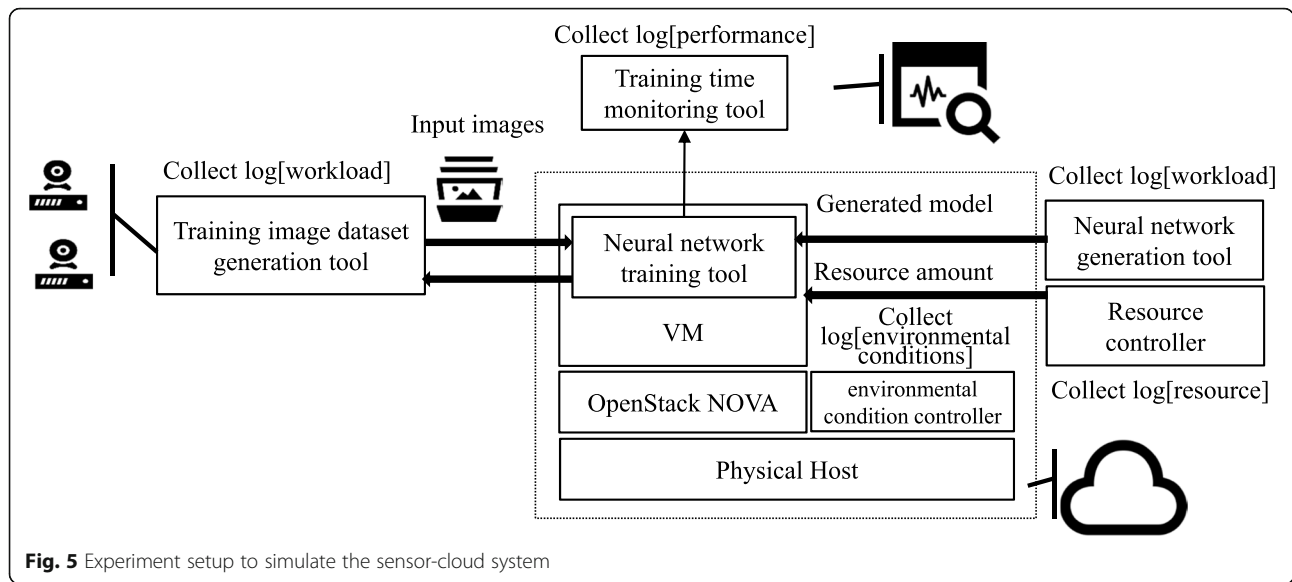 Collect log[performance]
Training time
monitoring tool
Input images
Collect log[workload]
Training image dataset
generation tool
Neural network
training tool
VM
Generated model
Resource amount
Collect
log[environmental
conditions]
Collect log[workload]
Neural network
generation tool
Resource
controller
Collect log[resource]
OpenStack NOVA
environmental
condition controller
Physical Host
Fig. 5 Experiment setup to simulate the sensor-cloud system